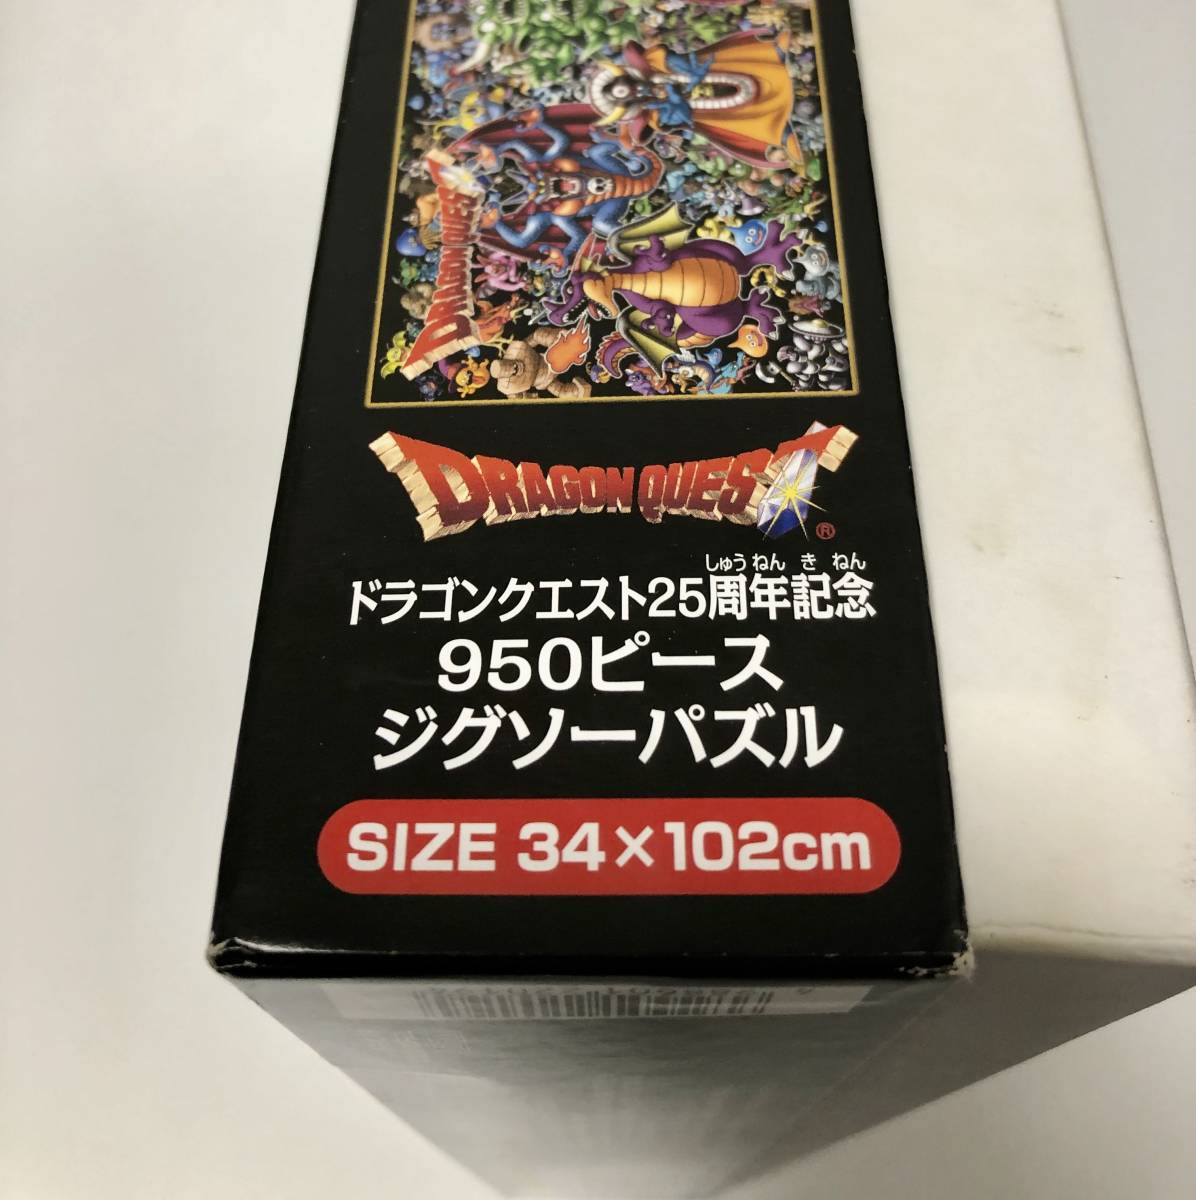 DRAGON QUEST
DRAGON QUEST®
しゅうねんきねん
ドラゴンクエスト25周年記念
950ピース
ジグソーパズル
SIZE 34×102cm